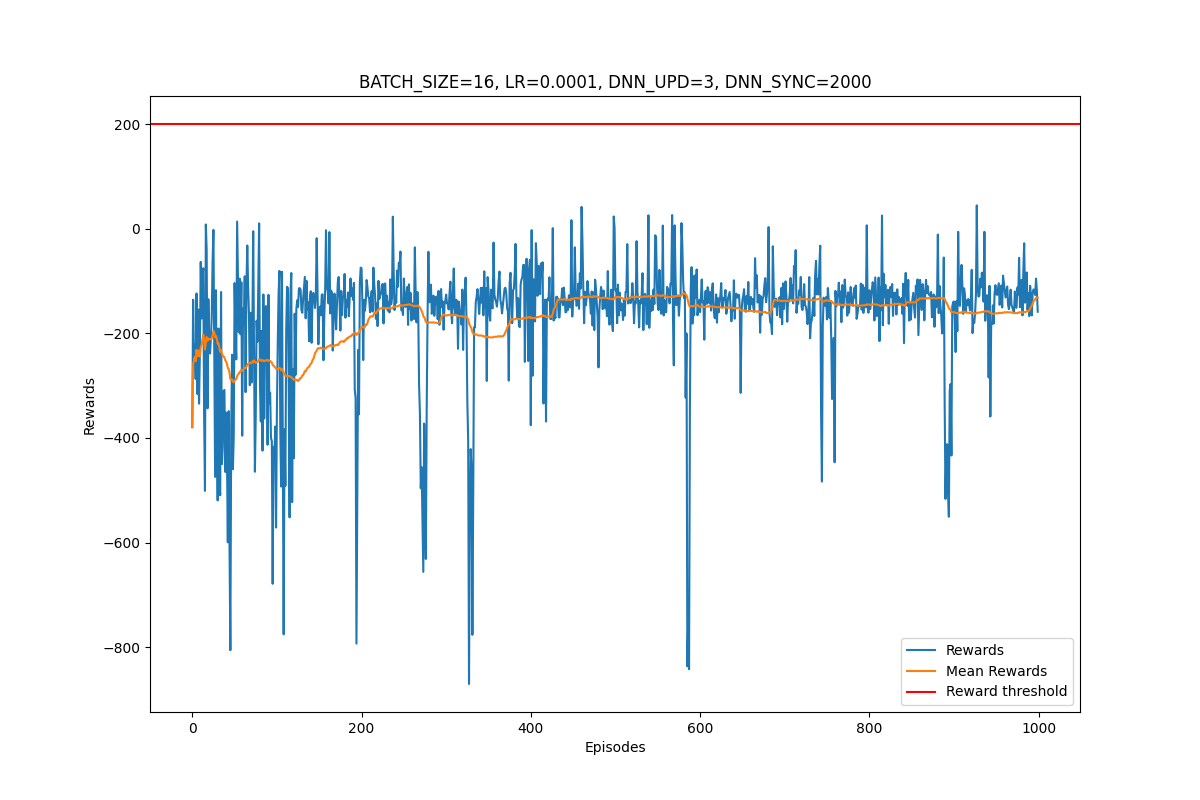 BATCH_SIZE=16, LR=0.0001, DNN_UPD=3, DNN_SYNC=2000
200
0
−200
−400
−600
−800
Rewards
0
200
400
600
800
1000
Episodes
Rewards
Mean Rewards
Reward threshold